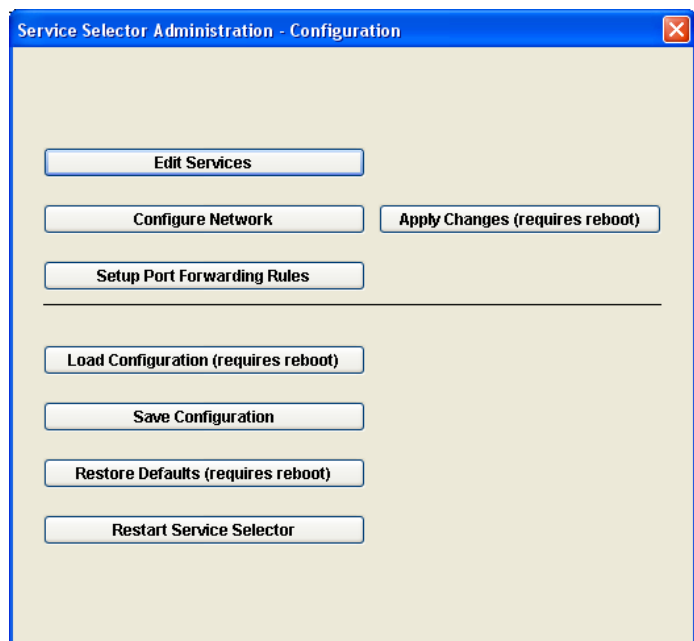 Service Selector Administration - Configuration
Edit Services
Configure Network
Apply Changes (requires reboot)
Setup Port Forwarding Rules
Load Configuration (requires reboot)
Save Configuration
Restore Defaults (requires reboot)
Restart Service Selector